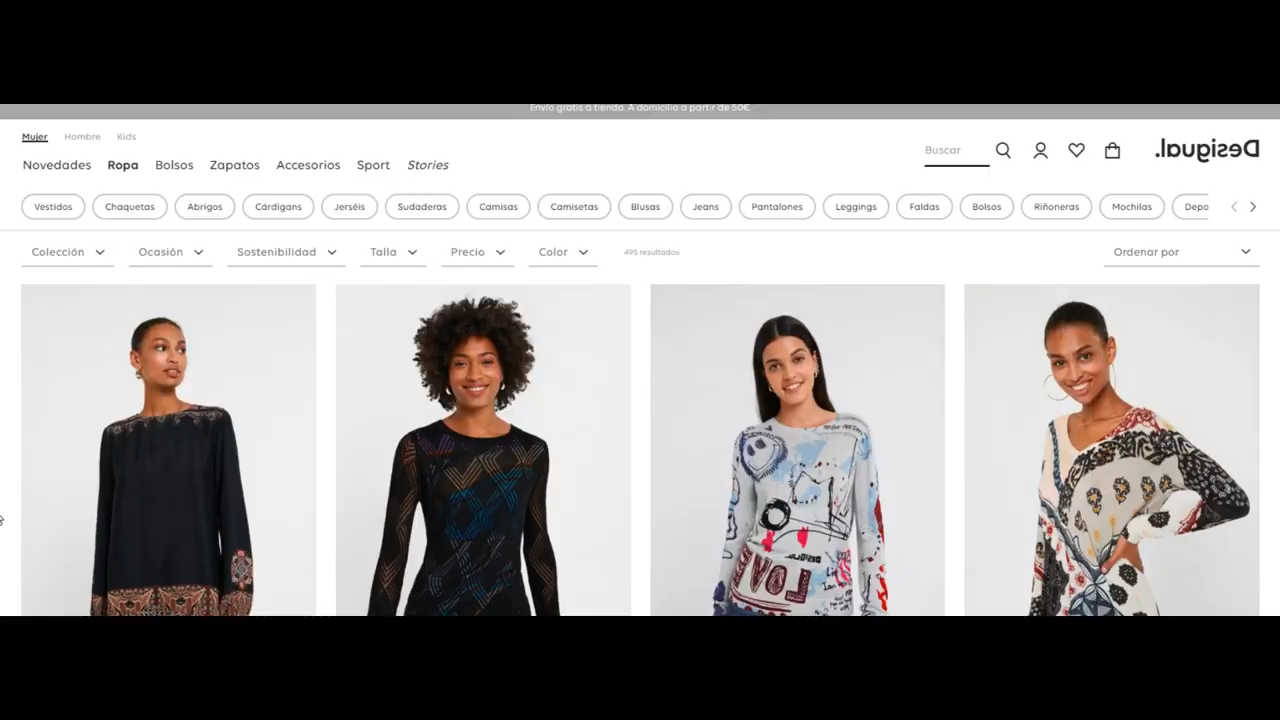 Envío gratis a tienda. A domicilio a partir de 50€
Mujer Hombre Kids
Novedades Ropa Bolsos Zapatos Accesorios Sport Stories
Buscar
Desigual.
Vestidos Chaquetas Abrigos Cárdigans Jerséis Sudaderas Camisas Camisetas Blusas Jeans Pantalones Leggings Faldas Bolsos Riñoneras Mochilas Depo
Colección Ocasión Sostenibilidad Talla Precio Color 495 resultados Ordenar por
LOVE